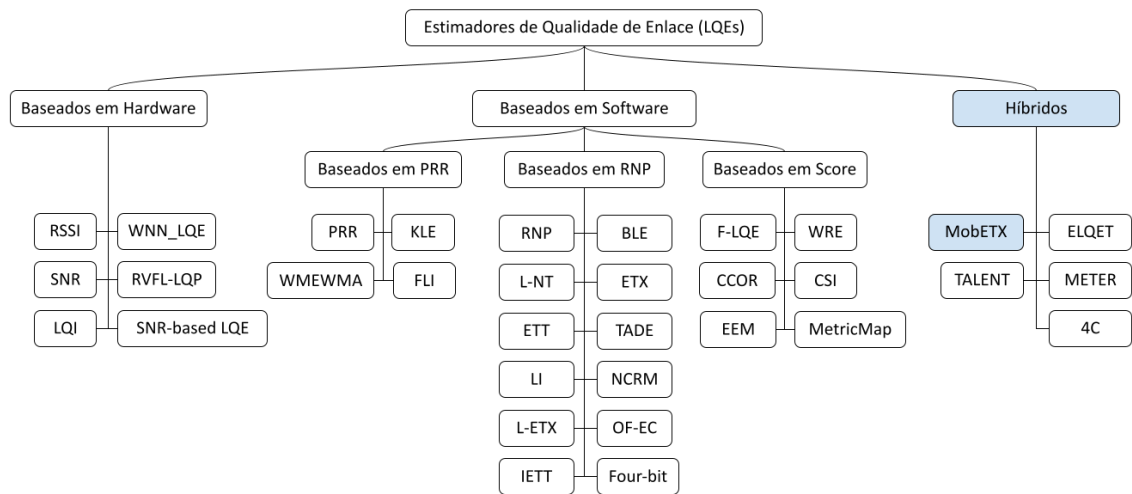 Estimadores de Qualidade de Enlace (LQEs)
Baseados em Hardware
Baseados em Software
Híbridos
Baseados em PRR
Baseados em RNP
Baseados em Score
RSSI
WNN_LQE
SNR
RVFL-LQP
LQI
SNR-based LQE
PRR
KLE
WMEWMA
FLI
RNP
BLE
L-NT
ETX
ETT
TADE
LI
NCRM
L-ETX
OF-EC
IETT
Four-bit
F-LQE
WRE
CCOR
CSI
EEM
MetricMap
MobETX
ELQET
TALENT
METER
4C